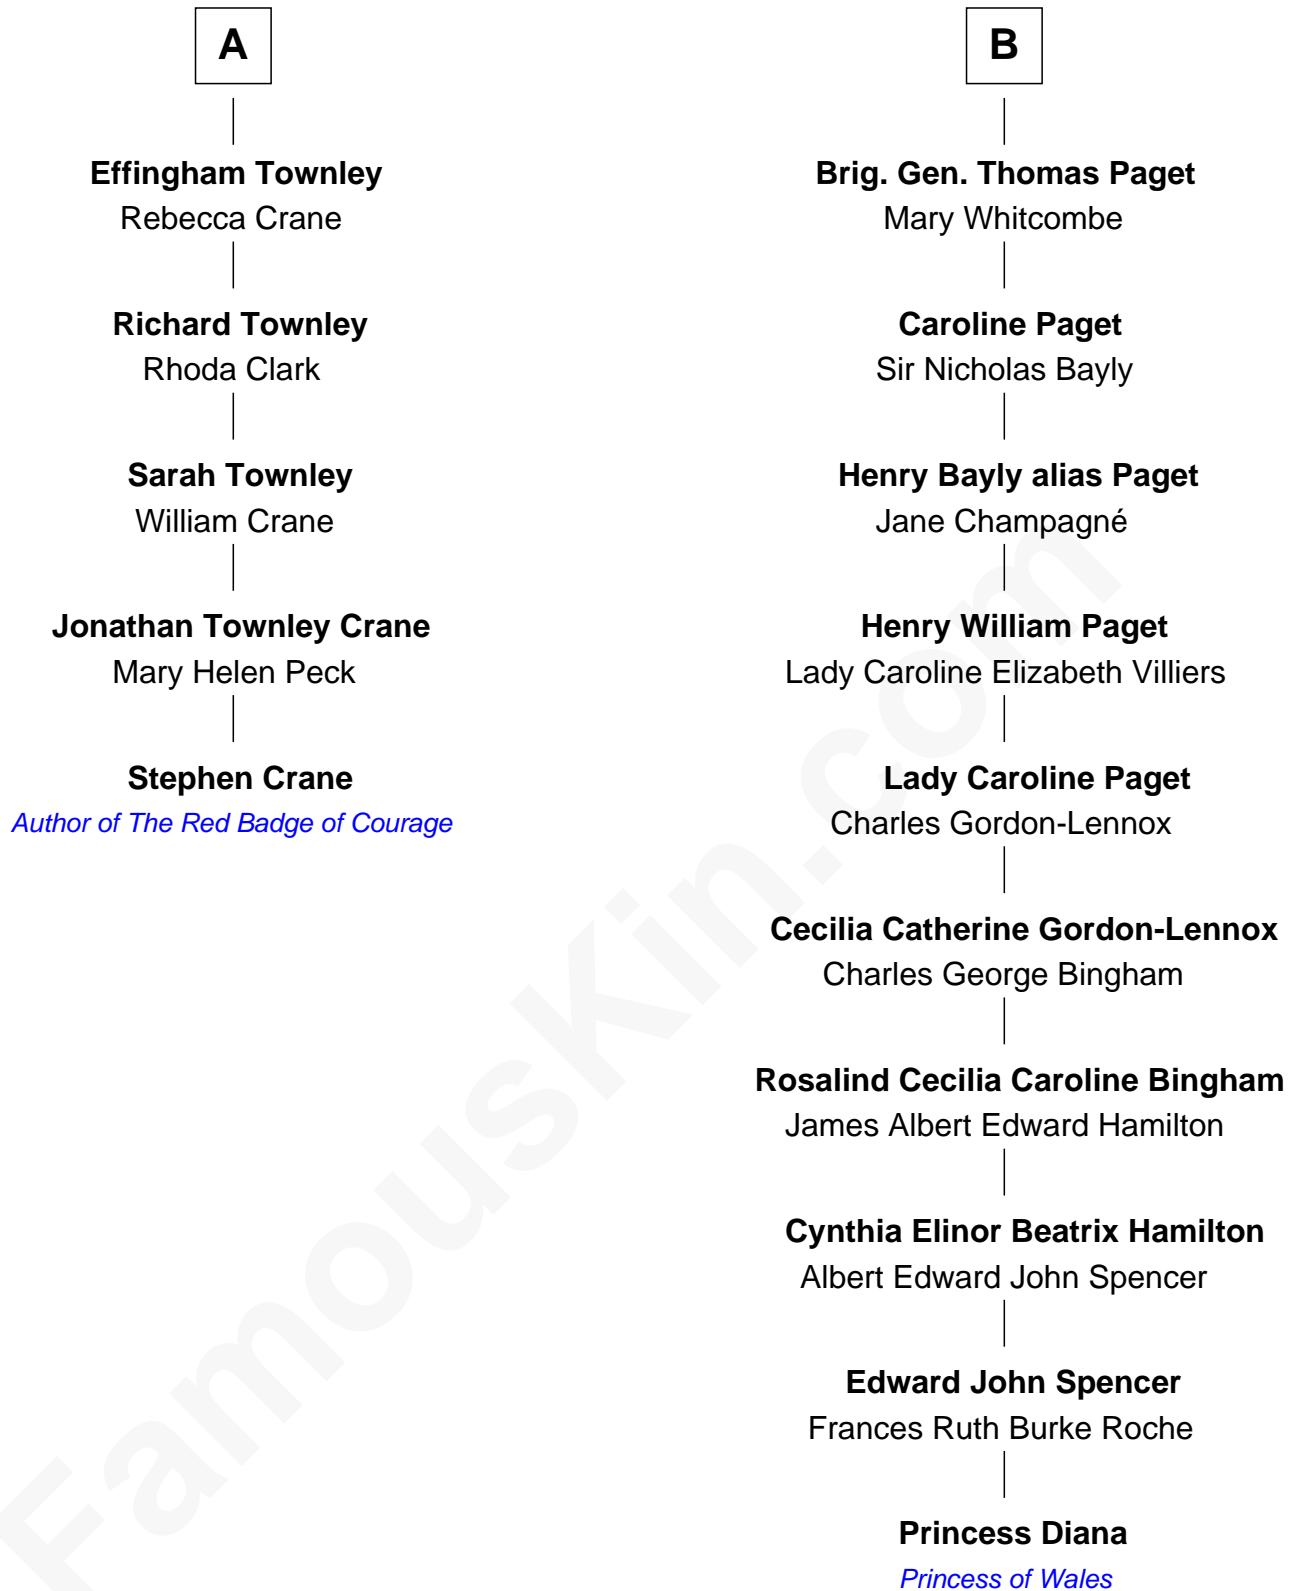 A
Effingham Townley
Rebecca Crane
Richard Townley
Rhoda Clark
Sarah Townley
William Crane
Jonathan Townley Crane
Mary Helen Peck
Stephen Crane
Author of The Red Badge of Courage
B
Brig. Gen. Thomas Paget
Mary Whitcombe
Caroline Paget
Sir Nicholas Bayly
Henry Bayly alias Paget
Jane Champagné
Henry William Paget
Lady Caroline Elizabeth Villiers
Lady Caroline Paget
Charles Gordon-Lennox
Cecilia Catherine Gordon-Lennox
Charles George Bingham
Rosalind Cecilia Caroline Bingham
James Albert Edward Hamilton
Cynthia Elinor Beatrix Hamilton
Albert Edward John Spencer
Edward John Spencer
Frances Ruth Burke Roche
Princess Diana
Princess of Wales
FamousKin.com